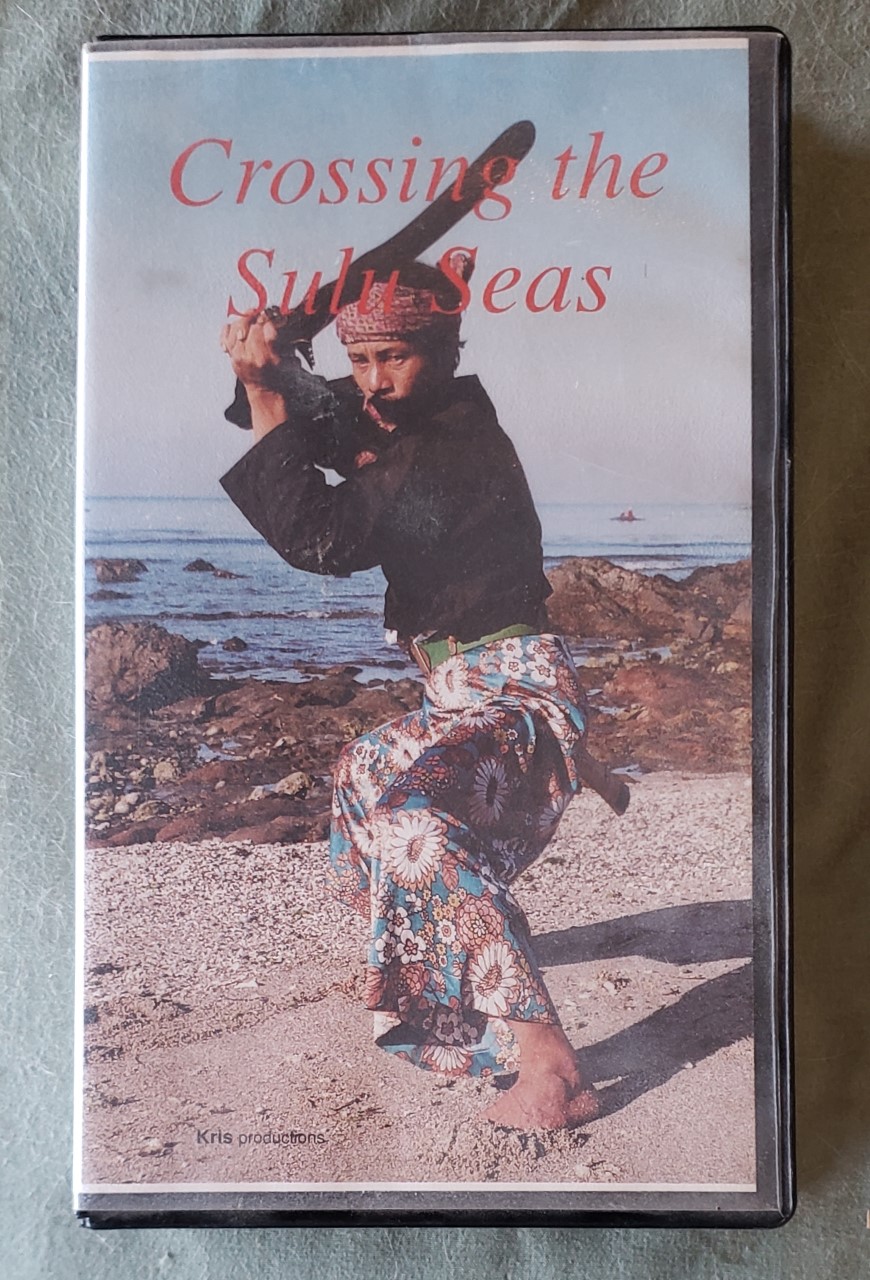 Crossing the
Sulu Seas
Kris productions